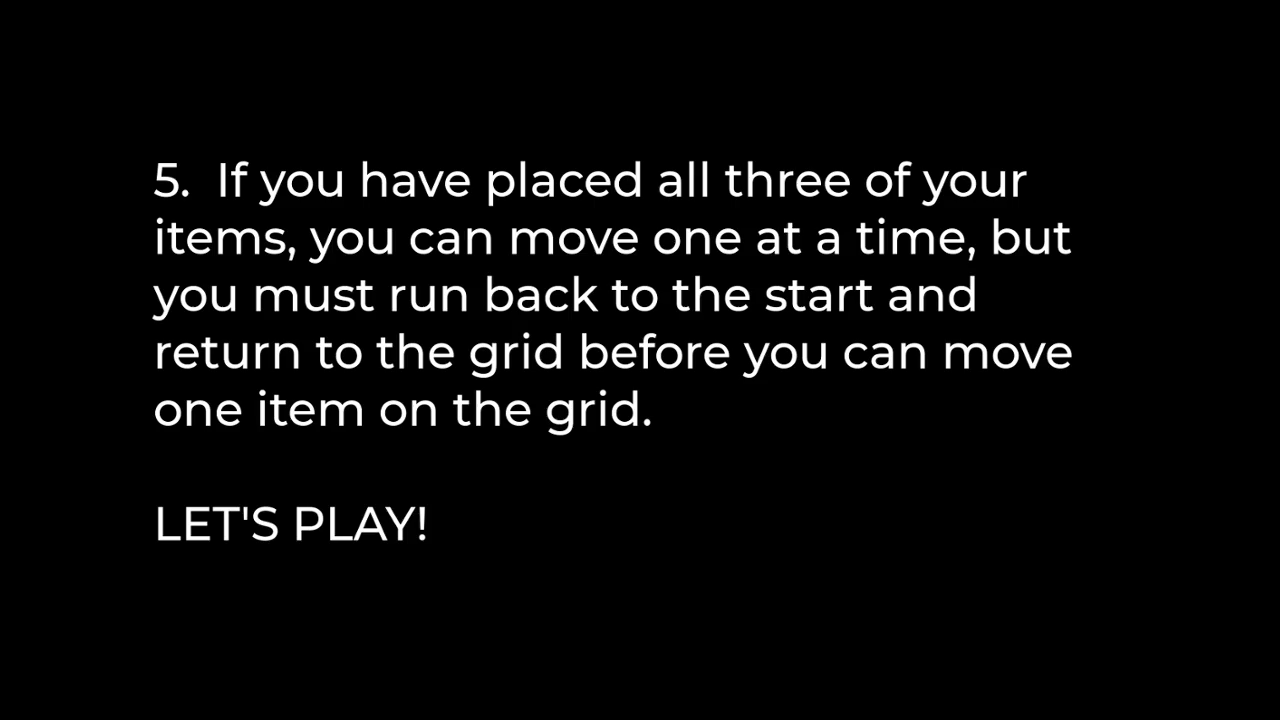 5.  If you have placed all three of your
items, you can move one at a time, but
you must run back to the start and
return to the grid before you can move
one item on the grid.
LET'S PLAY!